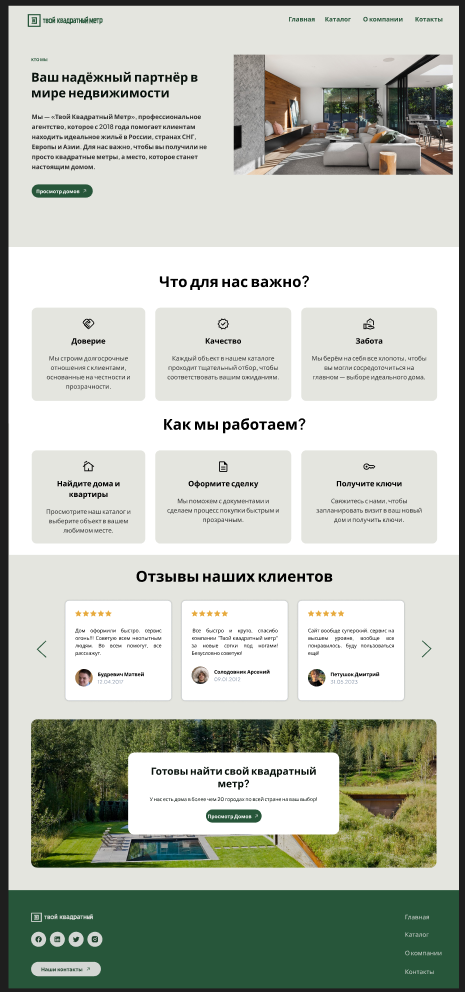 твой квадратный метр
Главная Каталог О компании Котакты
КТО МЫ
Ваш надёжный партнёр в
мире недвижимости
Мы — «Твой Квадратный Метр», профессиональное
агентство, которое с 2018 года помогает клиентам
находить идеальное жильё в России, странах СНГ,
Европы и Азии. Для нас важно, чтобы вы получили не
просто квадратные метры, а место, которое станет
настоящим домом.
Просмотр домов
Что для нас важно?
Доверие
Мы строим долгосрочные
отношения с клиентами,
основанные на честности и
прозрачности.
Качество
Каждый объект в нашем каталоге
проходит тщательный отбор, чтобы
соответствовать вашим ожиданиям.
Забота
Мы берём на себя все хлопоты, чтобы
вы могли сосредоточиться на
главном — выборе идеального дома.
Как мы работаем?
Найдите дома и
квартиры
Просмотрите наш каталог и
выберите объект в вашем
любимом месте.
Оформите сделку
Мы поможем с документами и
сделаем процесс покупки быстрым и
прозрачным.
Получите ключи
Свяжитесь с нами, чтобы
запланировать визит в ваш новый
дом и получить ключи.
Отзывы наших клиентов
Дом оформили быстро, сервис
огонь!!! Советую всем неопытным
людям. Во всем помогут, все
расскажут.
Будревич Матвей
12.04.2017
Все быстро и круто, спасибо
компании "Твой квадратный метр"
за новые сотки под ногами!
Безусловно советую!
Солодовник Арсений
09.01.2012
Сайт вообще суперский, сервис на
высшем уровне, вообще все
понравилось, буду пользоваться
ещё!
Петушок Дмитрий
31.05.2023
Готовы найти свой квадратный
метр?
У нас есть дома в более чем 20 городах по всей стране на ваш выбор!
Просмотр Домов
твой квадратный
Наши контакты
Главная
Каталог
О компании
Контакты